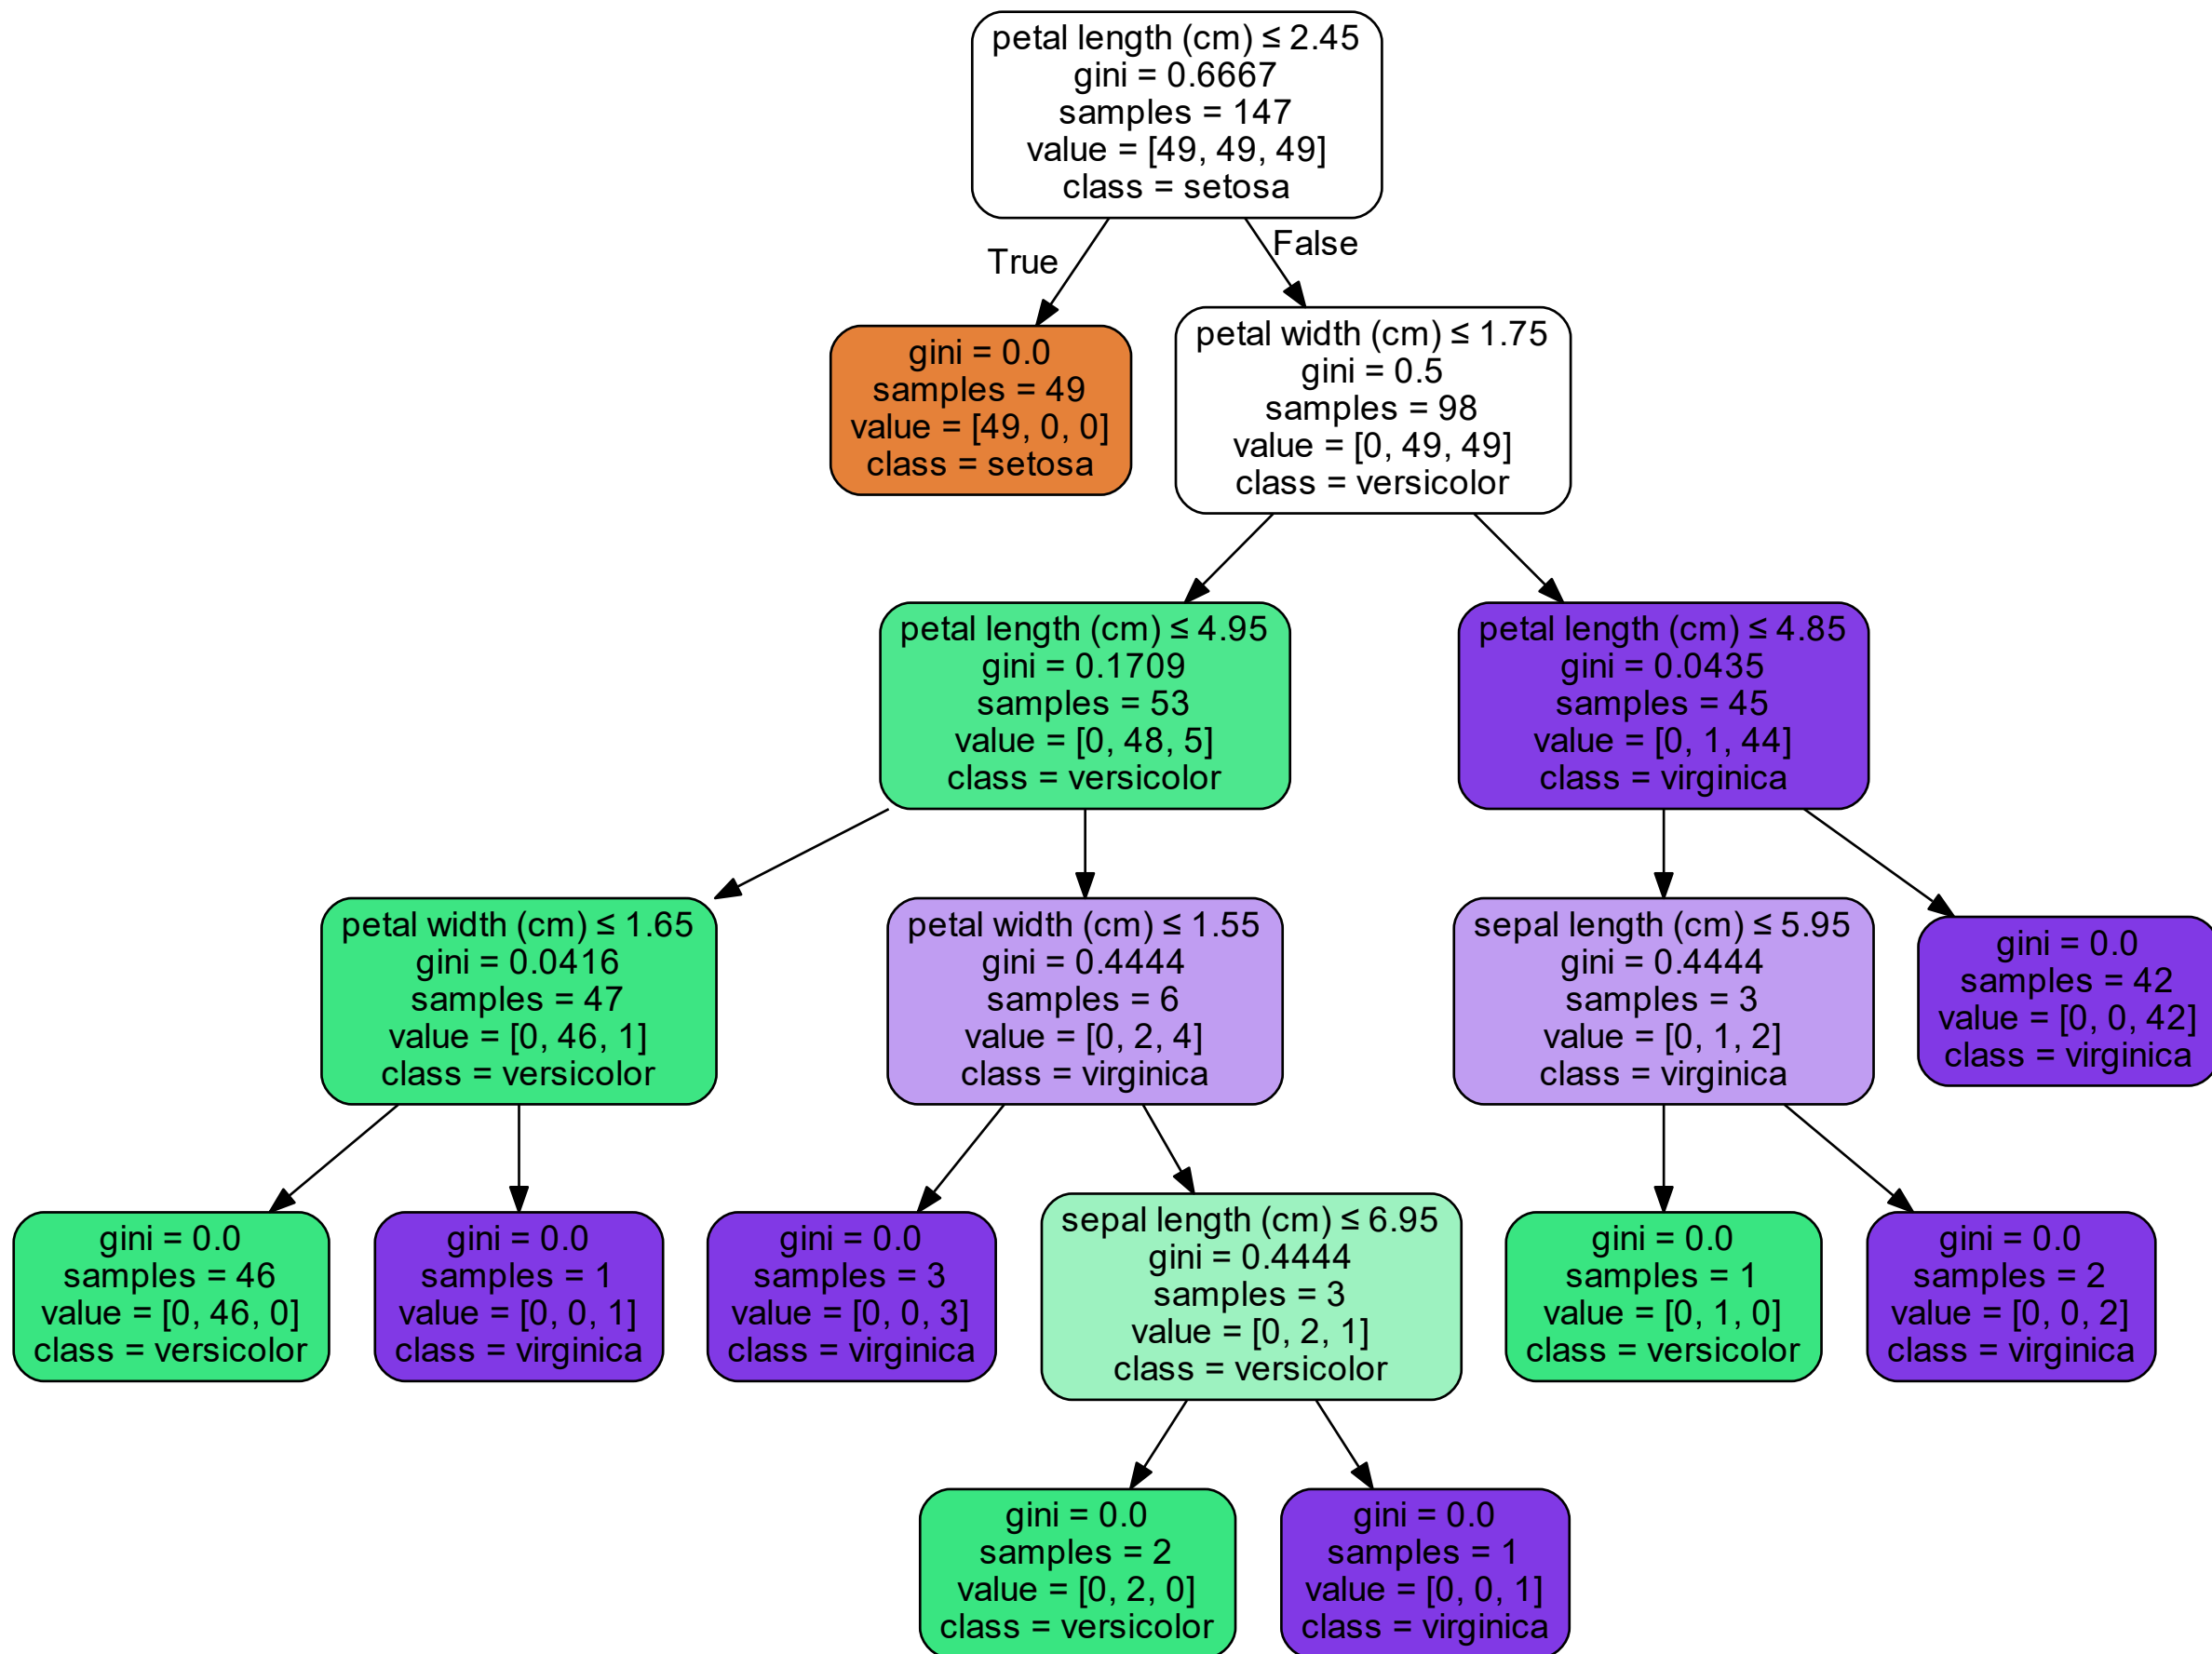 petal length (cm) ≤ 2.45
gini = 0.6667
samples = 147
value = [49, 49, 49]
class = setosa
True
False
gini = 0.0
samples = 49
value = [49, 0, 0]
class = setosa
petal width (cm) ≤ 1.75
gini = 0.5
samples = 98
value = [0, 49, 49]
class = versicolor
petal length (cm) ≤ 4.95
gini = 0.1709
samples = 53
value = [0, 48, 5]
class = versicolor
petal length (cm) ≤ 4.85
gini = 0.0435
samples = 45
value = [0, 1, 44]
class = virginica
petal width (cm) ≤ 1.65
gini = 0.0416
samples = 47
value = [0, 46, 1]
class = versicolor
petal width (cm) ≤ 1.55
gini = 0.4444
samples = 6
value = [0, 2, 4]
class = virginica
sepal length (cm) ≤ 5.95
gini = 0.4444
samples = 3
value = [0, 1, 2]
class = virginica
gini = 0.0
samples = 42
value = [0, 0, 42]
class = virginica
gini = 0.0
samples = 46
value = [0, 46, 0]
class = versicolor
gini = 0.0
samples = 1
value = [0, 0, 1]
class = virginica
gini = 0.0
samples = 3
value = [0, 0, 3]
class = virginica
sepal length (cm) ≤ 6.95
gini = 0.4444
samples = 3
value = [0, 2, 1]
class = versicolor
gini = 0.0
samples = 1
value = [0, 1, 0]
class = versicolor
gini = 0.0
samples = 2
value = [0, 0, 2]
class = virginica
gini = 0.0
samples = 2
value = [0, 2, 0]
class = versicolor
gini = 0.0
samples = 1
value = [0, 0, 1]
class = virginica